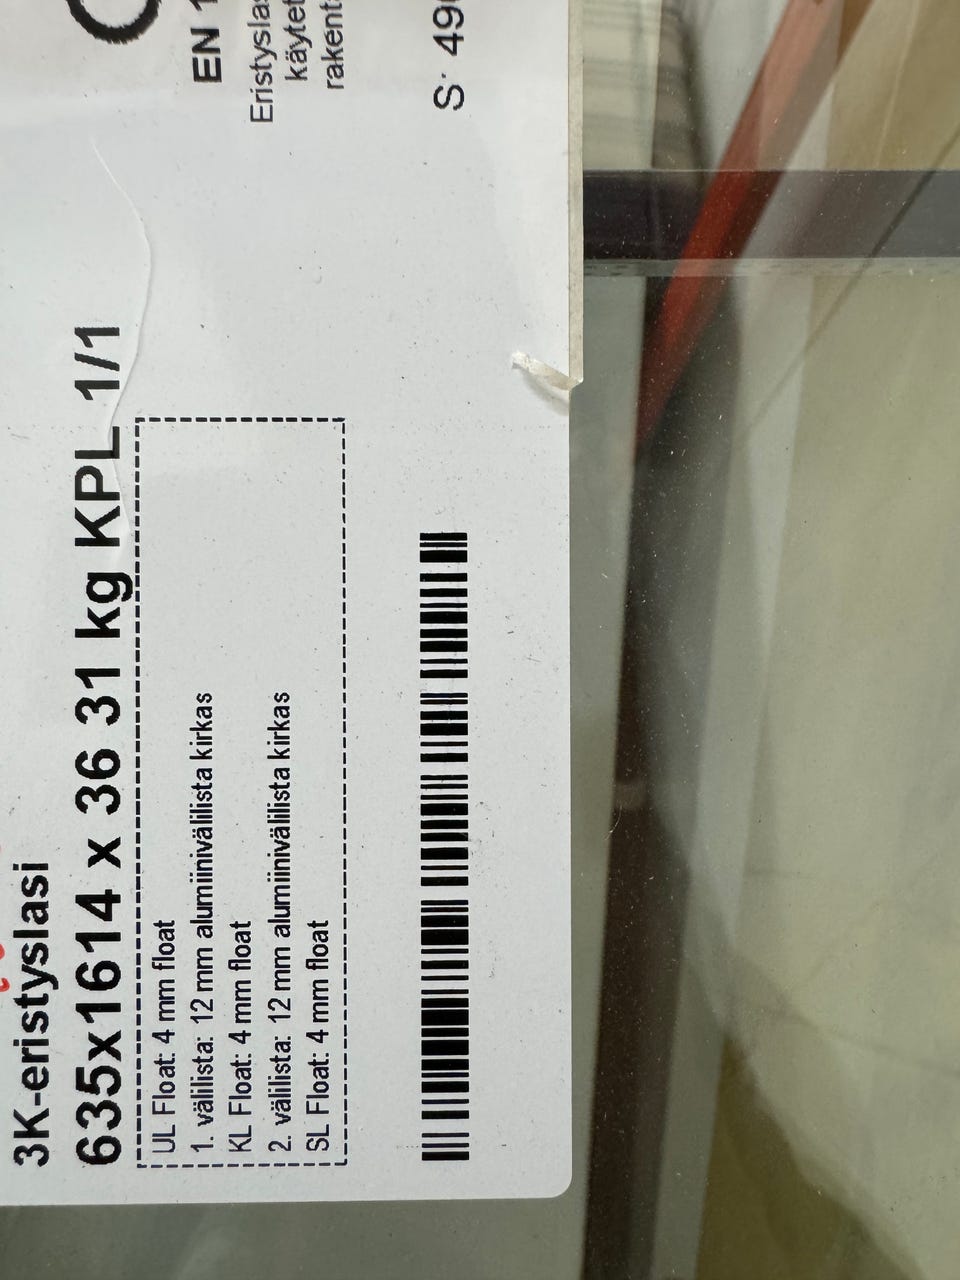 3K-eristyslasi
635x1614 x 36 31 kg KPL 1/1
UL Float: 4 mm float
1. välilista: 12 mm alumiinivälilista kirkas
KL Float: 4 mm float
2. välilista: 12 mm alumiinivälilista kirkas
SL Float: 4 mm float
EN 1
Eristyslas
käytet
rakent
S: 49